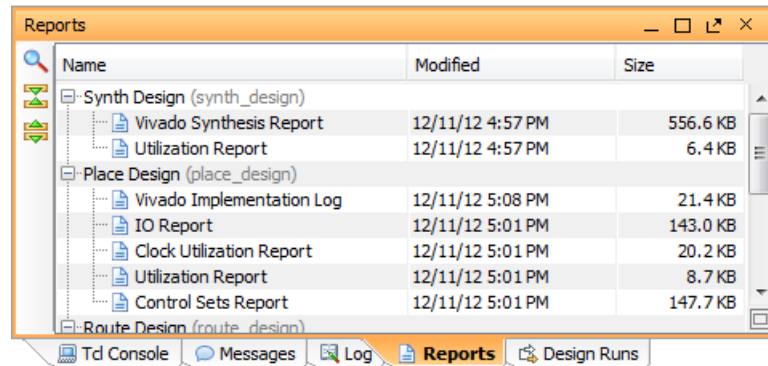 Reports
Name Modified Size
Synth Design (synth_design)
Vivado Synthesis Report 12/11/12 4:57 PM 556.6 KB
Utilization Report 12/11/12 4:57 PM 6.4 KB
Place Design (place_design)
Vivado Implementation Log 12/11/12 5:08 PM 21.4 KB
IO Report 12/11/12 5:01 PM 143.0 KB
Clock Utilization Report 12/11/12 5:01 PM 20.2 KB
Utilization Report 12/11/12 5:01 PM 8.7 KB
Control Sets Report 12/11/12 5:01 PM 147.7 KB
Route Design (route_design)
Tcl Console Messages Log Reports Design Runs